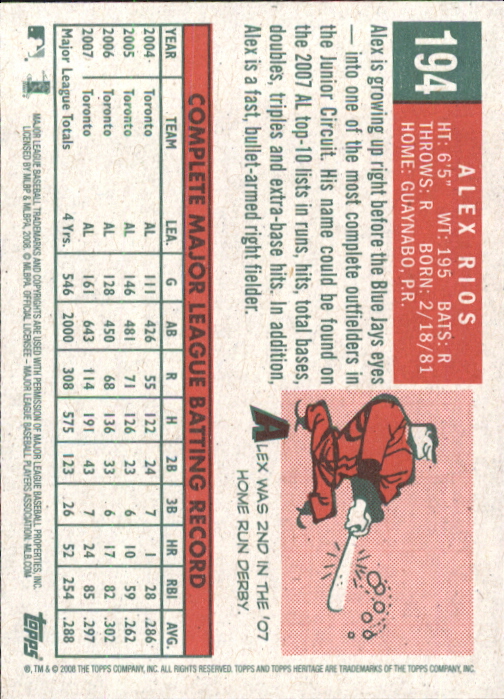 194
ALEX RIOS
HT: 6'5" WT: 195 BATS: R
THROWS: R BORN: 2/18/81
HOME: GUAYNABO, P.R.
Alex is growing up right before the Blue Jays eyes
— into one of the most complete outfielders in
the Junior Circuit. His name could be found on
the 2007 AL top-10 lists in runs, hits, total bases,
doubles, triples and extra-base hits. In addition,
Alex is a fast, bullet-armed right fielder.
ALEX WAS 2ND IN THE '07
HOME RUN DERBY.
COMPLETE MAJOR LEAGUE BATTING RECORD
YEAR TEAM LEA. G AB R H 2B 3B HR RBI AVG.
2004 Toronto AL 111 426 55 122 24 7 1 28 .286
2005 Toronto AL 146 481 71 126 23 6 10 59 .262
2006 Toronto AL 128 450 68 136 33 6 17 82 .302
2007 Toronto AL 161 643 114 191 43 7 24 85 .297
Major League Totals 4 Yrs. 546 2000 308 575 123 26 52 254 .288
MAJOR LEAGUE BASEBALL TRADEMARKS AND COPYRIGHTS ARE USED WITH PERMISSION OF MAJOR LEAGUE BASEBALL PROPERTIES, INC.
LICENSED BY MLBP & MLBPA, 2008. © MLBPA. OFFICIAL LICENSEE – MAJOR LEAGUE BASEBALL PLAYERS ASSOCIATION. MLB.COM
topps
®, TM & © 2008 THE TOPPS COMPANY, INC. ALL RIGHTS RESERVED. TOPPS AND TOPPS HERITAGE ARE TRADEMARKS OF THE TOPPS COMPANY, INC.